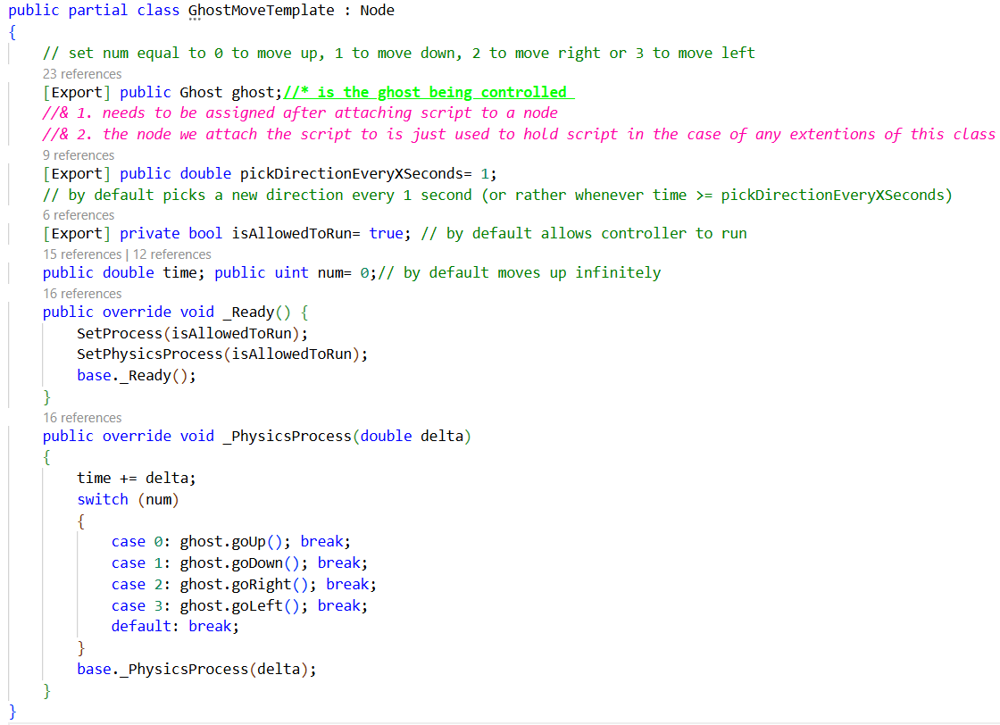 public partial class GhostMoveTemplate : Node
{
// set num equal to 0 to move up, 1 to move down, 2 to move right or 3 to move left
23 references
[Export] public Ghost ghost;//* is the ghost being controlled
//& 1. needs to be assigned after attaching script to a node
//& 2. the node we attach the script to is just used to hold script in the case of any extentions of this class
9 references
[Export] public double pickDirectionEveryXSeconds= 1;
// by default picks a new direction every 1 second (or rather whenever time >= pickDirectionEveryXSeconds)
6 references
[Export] private bool isAllowedToRun= true; // by default allows controller to run
15 references | 12 references
public double time; public uint num= 0;// by default moves up infinitely
16 references
public override void _Ready() {
SetProcess(isAllowedToRun);
SetPhysicsProcess(isAllowedToRun);
base._Ready();
}
16 references
public override void _PhysicsProcess(double delta)
{
time += delta;
switch (num)
{
case 0: ghost.goUp(); break;
case 1: ghost.goDown(); break;
case 2: ghost.goRight(); break;
case 3: ghost.goLeft(); break;
default: break;
}
base._PhysicsProcess(delta);
}
}